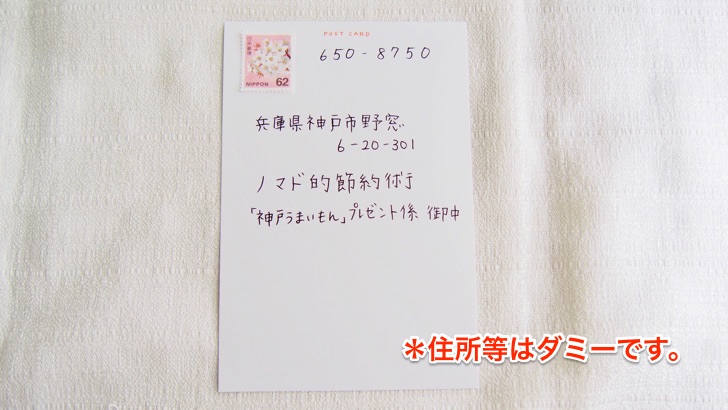 POST CARD
日本郵便
NIPPON 62
650-8750
兵庫県神戸市野窓
6-20-301
ノマド的節約術
「神戸うまいもん」プレゼント係 御中
＊住所等はダミーです。